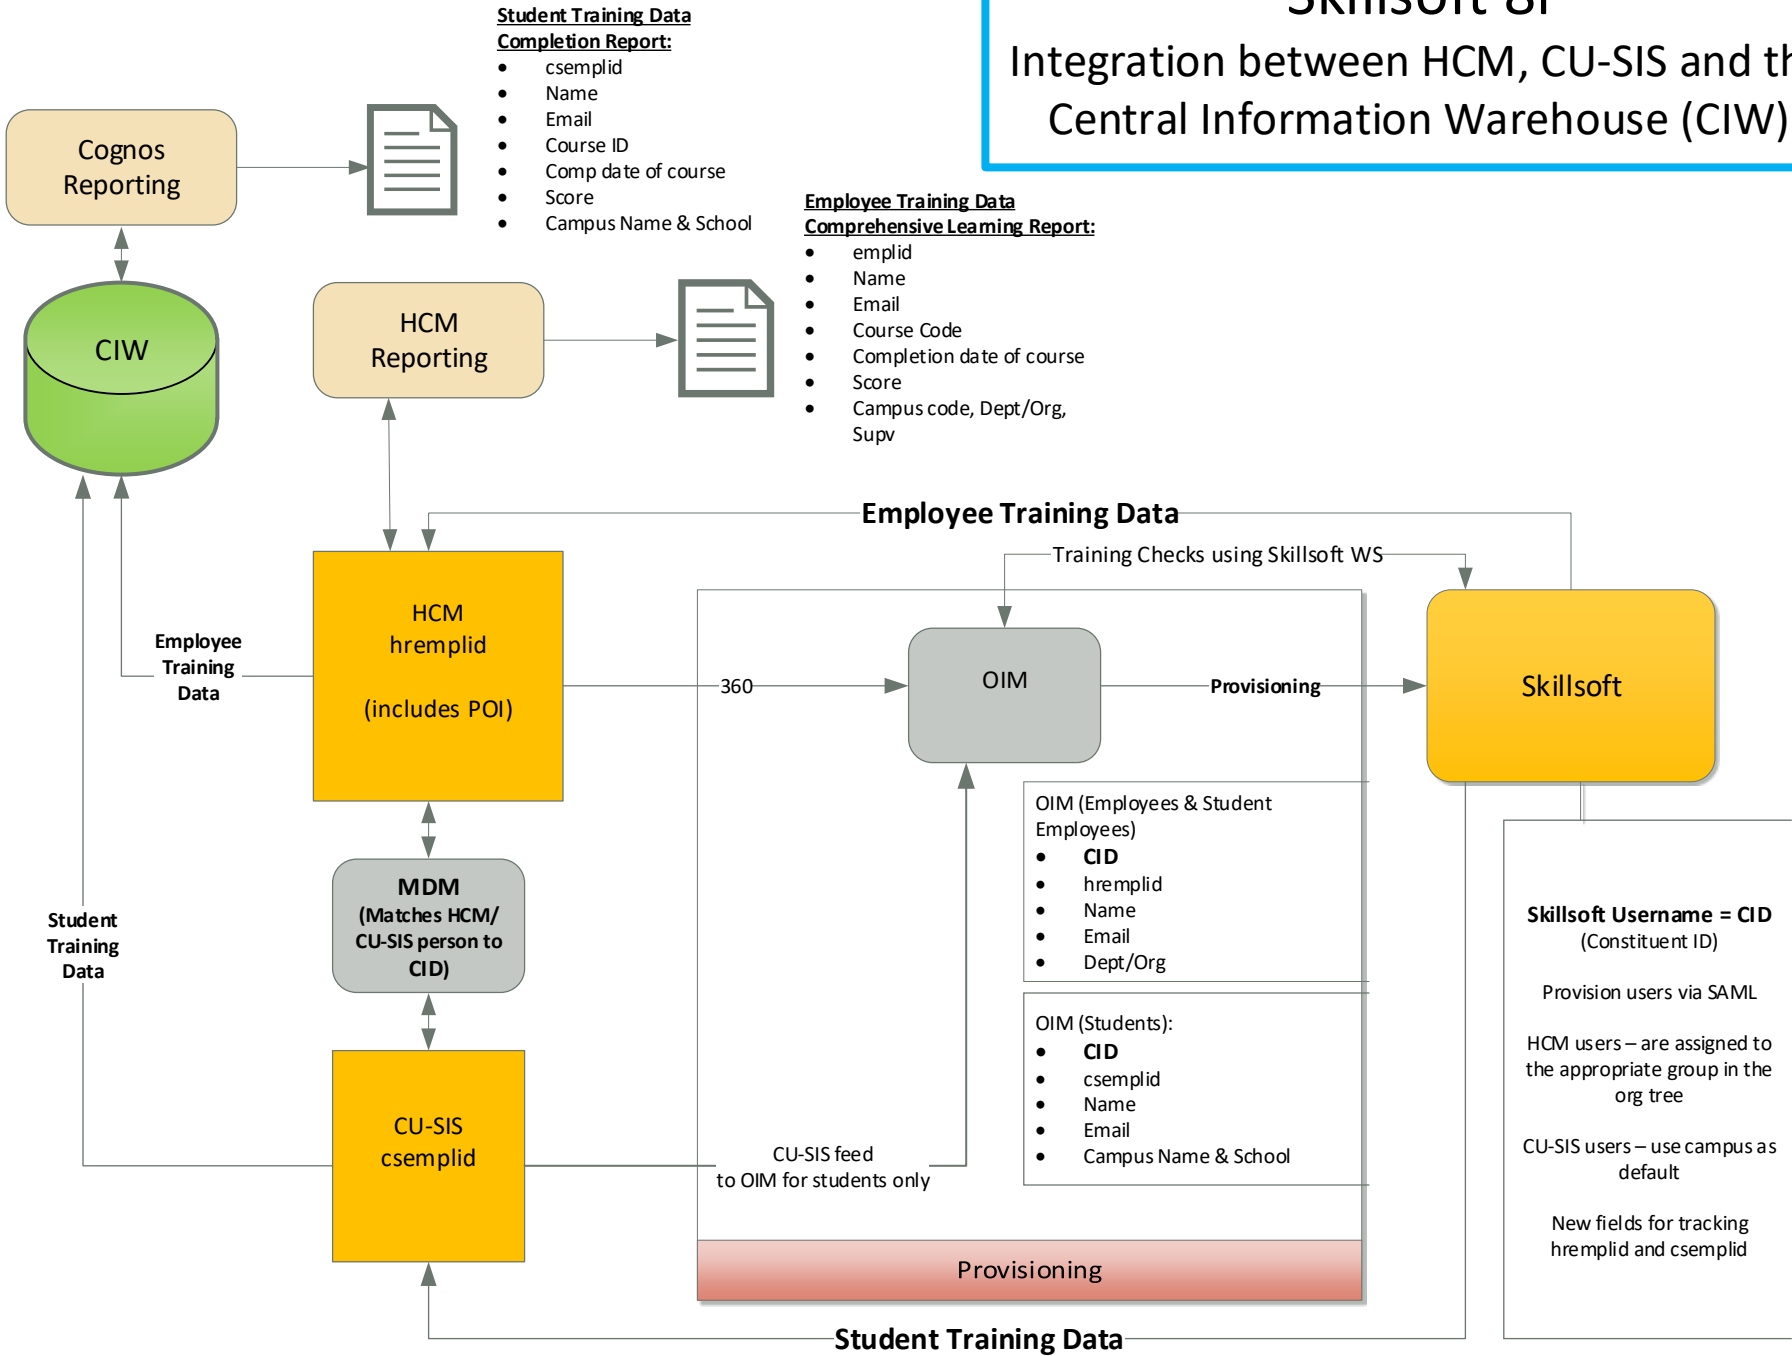 Skillsoft 8i
Integration between HCM, CU-SIS and th
Central Information Warehouse (CIW)
Student Training Data
Completion Report:
• csemplid
• Name
• Email
• Course ID
• Comp date of course
• Score
• Campus Name & School
Cognos
Reporting
Employee Training Data
Comprehensive Learning Report:
• emplid
• Name
• Email
• Course Code
• Completion date of course
• Score
• Campus code, Dept/Org,
Supv
CIW
HCM
Reporting
Employee Training Data
Training Checks using Skillsoft WS
HCM
hremplid
(includes POI)
Employee
Training
Data
360
OIM
Provisioning
Skillsoft
OIM (Employees & Student
Employees)
• CID
• hremplid
• Name
• Email
• Dept/Org
MDM
(Matches HCM/
CU-SIS person to
CID)
Student
Training
Data
Skillsoft Username = CID
(Constituent ID)
Provision users via SAML
HCM users – are assigned to
the appropriate group in the
org tree
CU-SIS users – use campus as
default
New fields for tracking
hremplid and csemplid
OIM (Students):
• CID
• csemplid
• Name
• Email
• Campus Name & School
CU-SIS
csemplid
CU-SIS feed
to OIM for students only
Provisioning
Student Training Data